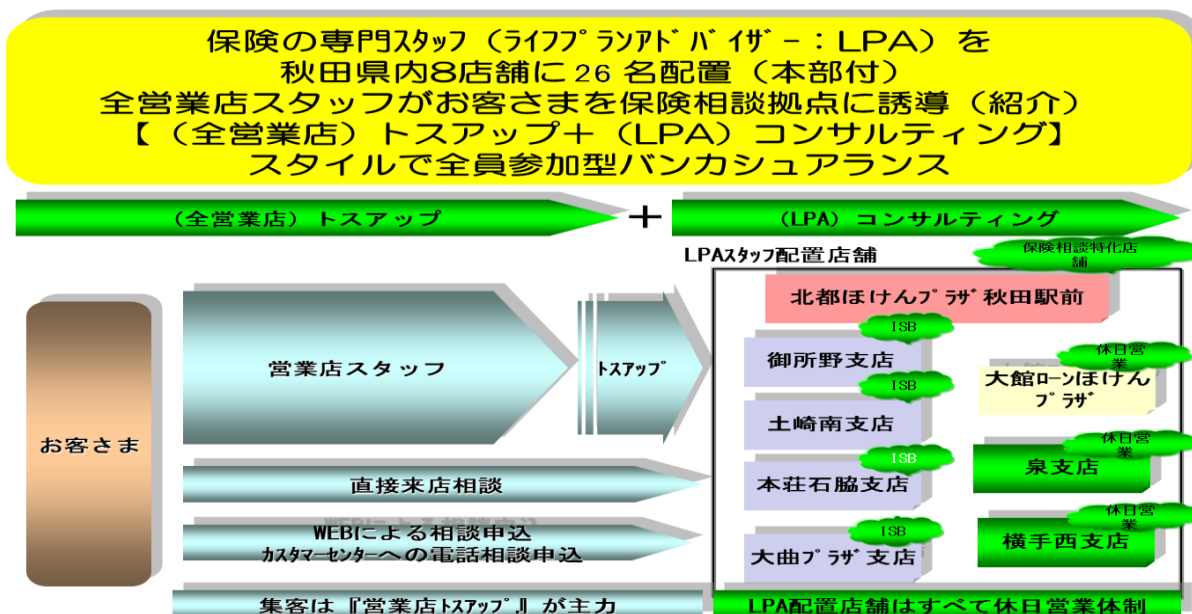 保険の専門スタッフ（ライフプランアドバイザー：LPA）を
秋田県内8店舗に26名配置（本部付）
全営業店スタッフがお客さまを保険相談拠点に誘導（紹介）
【（全営業店）トスアップ＋（LPA）コンサルティング】
スタイルで全員参加型バンカシュアランス
（全営業店）トスアップ
＋
（LPA）コンサルティング
LPAスタッフ配置店舗
保険相談特化店
舗
北都ほけんプラザ秋田駅前
お客さま
営業店スタッフ
トスアップ
ISB
御所野支店
ISB
土崎南支店
ISB
本荘石脇支店
ISB
大曲プラザ支店
休日営
業
大館ローンほけん
プラザ
休日営
業
泉支店
休日営
業
横手西支店
直接来店相談
WEBによる相談申込
カスタマーセンターへの電話相談申込
集客は『営業店トスアップ』が主力
LPA配置店舗はすべて休日営業体制